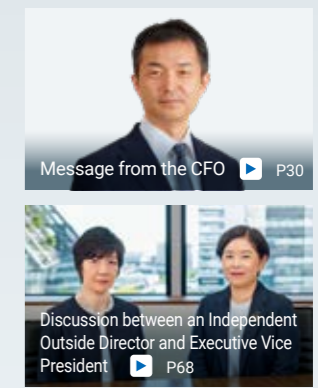 Message from the CFO P30
Discussion between an Independent
Outside Director and Executive Vice
President P68